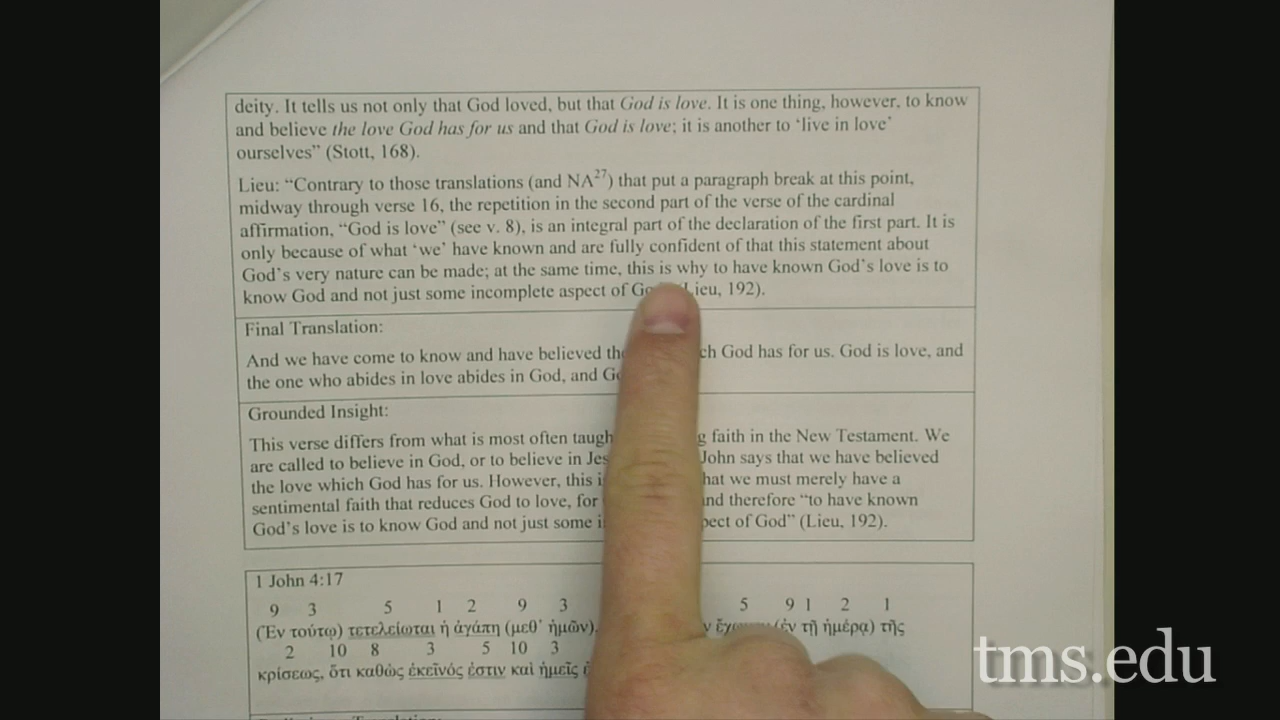 deity. It tells us not only that God loved, but that God is love. It is one thing, however, to know
and believe the love God has for us and that God is love; it is another to ‘live in love’
ourselves” (Stott, 168).
Lieu: “Contrary to those translations (and NA27) that put a paragraph break at this point,
midway through verse 16, the repetition in the second part of the verse of the cardinal
affirmation, “God is love” (see v. 8), is an integral part of the declaration of the first part. It is
only because of what ‘we’ have known and are fully confident of that this statement about
God’s very nature can be made; at the same time, this is why to have known God’s love is to
know God and not just some incomplete aspect of (Lieu, 192).
Final Translation:
And we have come to know and have believed God has for us. God is love, and
the one who abides in love abides in God, and
Grounded Insight:
This verse differs from what is most often faith in the New Testament. We
are called to believe in God, or to believe in John says that we have believed
the love which God has for us. However, this that we must merely have a
sentimental faith that reduces God to love, for and therefore “to have known
God’s love is to know God and not just some of God” (Lieu, 192).
1 John 4:17
9 3 5 1 2 9 3 5 9 1 2 1
(Ἐν τούτῳ) τετελείωται ἡ ἀγάπη (μεθ᾽ ἡμῶν), (ἐν τῇ ἡμέρᾳ) τῆς
2 10 8 3 5 10 3
κρίσεως, ὅτι καθὼς ἐκεῖνός ἐστιν καὶ ἡμεῖς
tms.edu